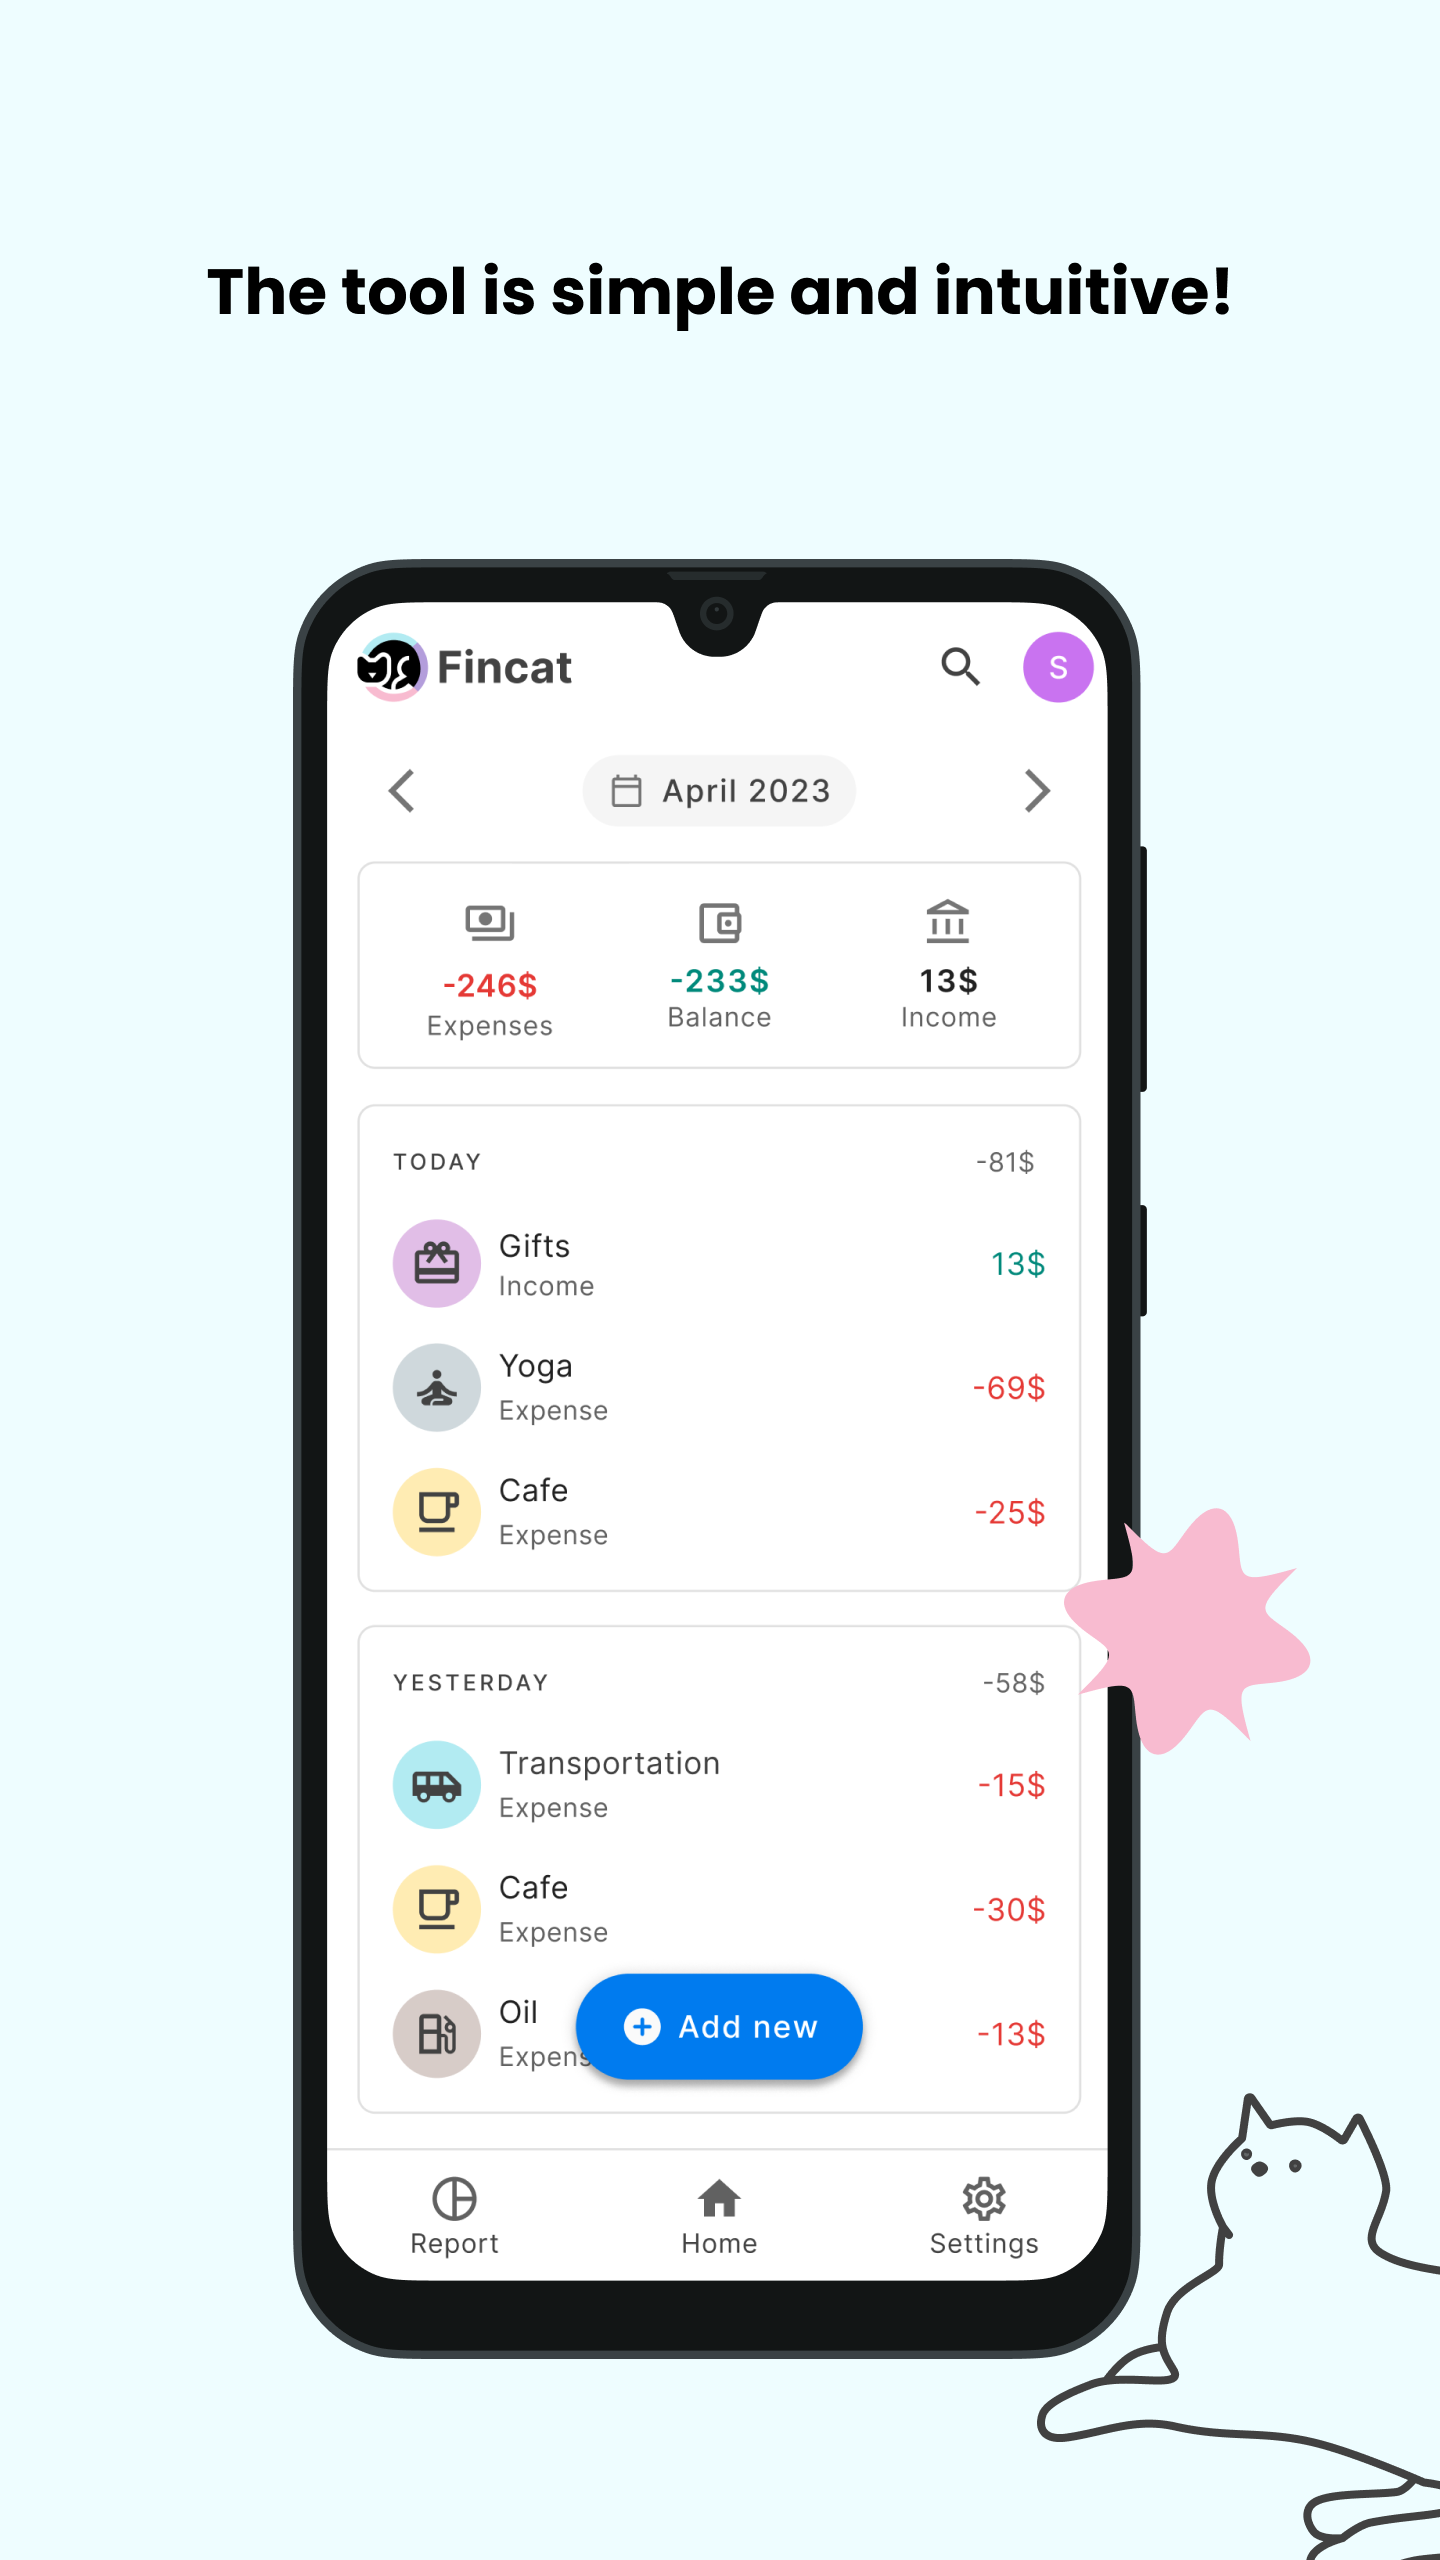 The tool is simple and intuitive!
Fincat
S
April 2023
-246$ -233$ 13$
Expenses Balance Income
TODAY -81$
Gifts
Income
13$
Yoga
Expense
-69$
Cafe
Expense
-25$
YESTERDAY -58$
Transportation
Expense
-15$
Cafe
Expense
-30$
Oil
Expens
-13$
Add new
Report Home Settings